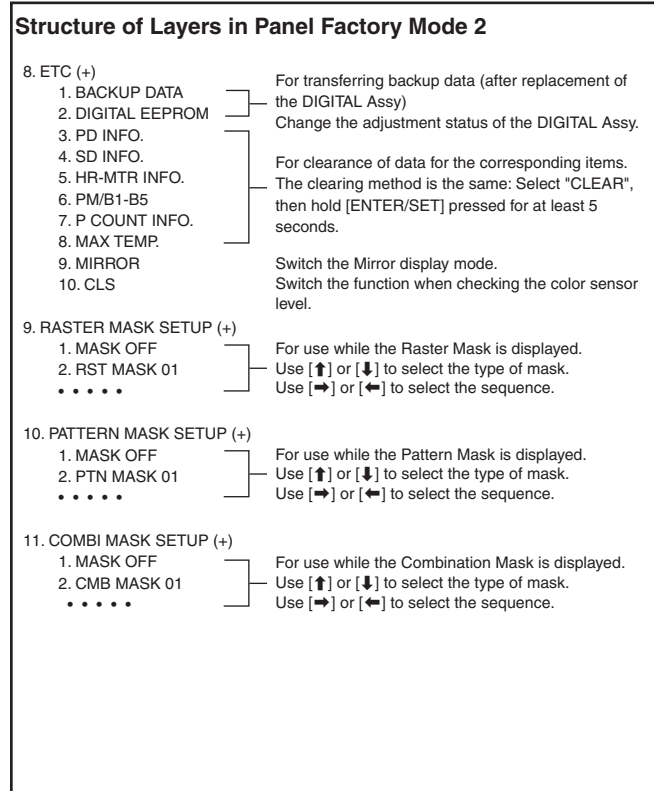 Structure of Layers in Panel Factory Mode 2
8. ETC (+)
1. BACKUP DATA
2. DIGITAL EEPROM
For transferring backup data (after replacement of
the DIGITAL Assy)
Change the adjustment status of the DIGITAL Assy.
3. PD INFO.
4. SD INFO.
5. HR-MTR INFO.
6. PM/B1-B5
7. P COUNT INFO.
8. MAX TEMP.
For clearance of data for the corresponding items.
The clearing method is the same: Select "CLEAR",
then hold [ENTER/SET] pressed for at least 5
seconds.
9. MIRROR
Switch the Mirror display mode.
10. CLS
Switch the function when checking the color sensor
level.
9. RASTER MASK SETUP (+)
1. MASK OFF
2. RST MASK 01
• • • • •
For use while the Raster Mask is displayed.
Use [⬆] or [⬇] to select the type of mask.
Use [➡] or [⬅] to select the sequence.
10. PATTERN MASK SETUP (+)
1. MASK OFF
2. PTN MASK 01
• • • • •
For use while the Pattern Mask is displayed.
Use [⬆] or [⬇] to select the type of mask.
Use [➡] or [⬅] to select the sequence.
11. COMBI MASK SETUP (+)
1. MASK OFF
2. CMB MASK 01
• • • • •
For use while the Combination Mask is displayed.
Use [⬆] or [⬇] to select the type of mask.
Use [➡] or [⬅] to select the sequence.